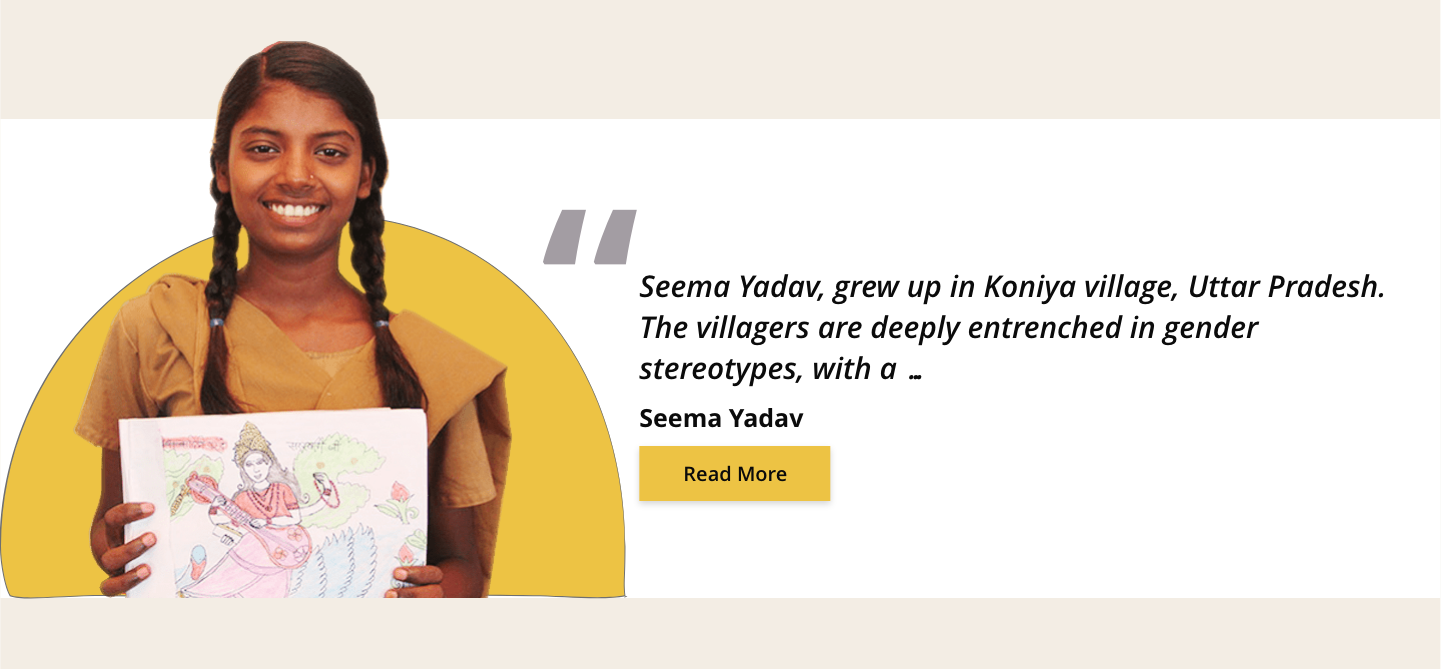 “
Seema Yadav, grew up in Koniya village, Uttar Pradesh.
The villagers are deeply entrenched in gender
stereotypes, with a ...
Seema Yadav
Read More